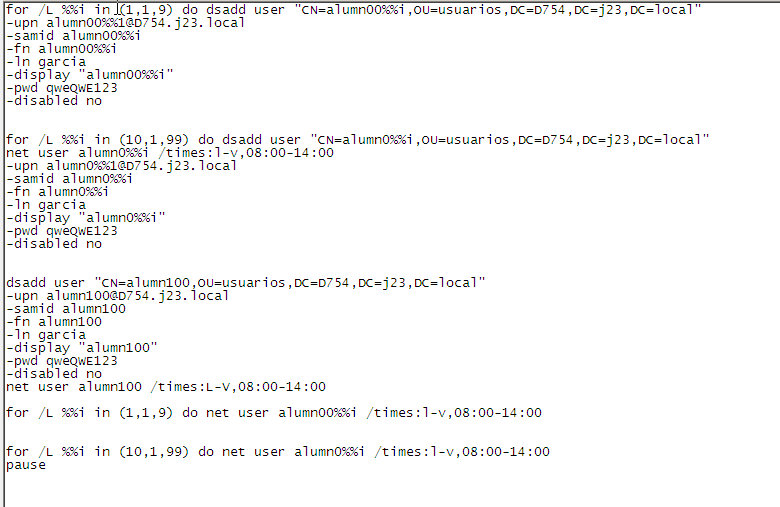 for /L %%i in (1,1,9) do dsadd user "CN=alumn00%%i,OU=usuarios,DC=D754,DC=j23,DC=local"
-upn alumn00%%1@D754.j23.local
-samid alumn00%%i
-fn alumn00%%i
-ln garcia
-display "alumn00%%i"
-pwd qweQWE123
-disabled no
for /L %%i in (10,1,99) do dsadd user "CN=alumn0%%i,OU=usuarios,DC=D754,DC=j23,DC=local"
net user alumn0%%i /times:l-v,08:00-14:00
-upn alumn0%%1@D754.j23.local
-samid alumn0%%i
-fn alumn0%%i
-ln garcia
-display "alumn0%%i"
-pwd qweQWE123
-disabled no
dsadd user "CN=alumn100,OU=usuarios,DC=D754,DC=j23,DC=local"
-upn alumn100@D754.j23.local
-samid alumn100
-fn alumn100
-ln garcia
-display "alumn100"
-pwd qweQWE123
-disabled no
net user alumn100 /times:L-V,08:00-14:00
for /L %%i in (1,1,9) do net user alumn00%%i /times:l-v,08:00-14:00
for /L %%i in (10,1,99) do net user alumn0%%i /times:l-v,08:00-14:00
pause